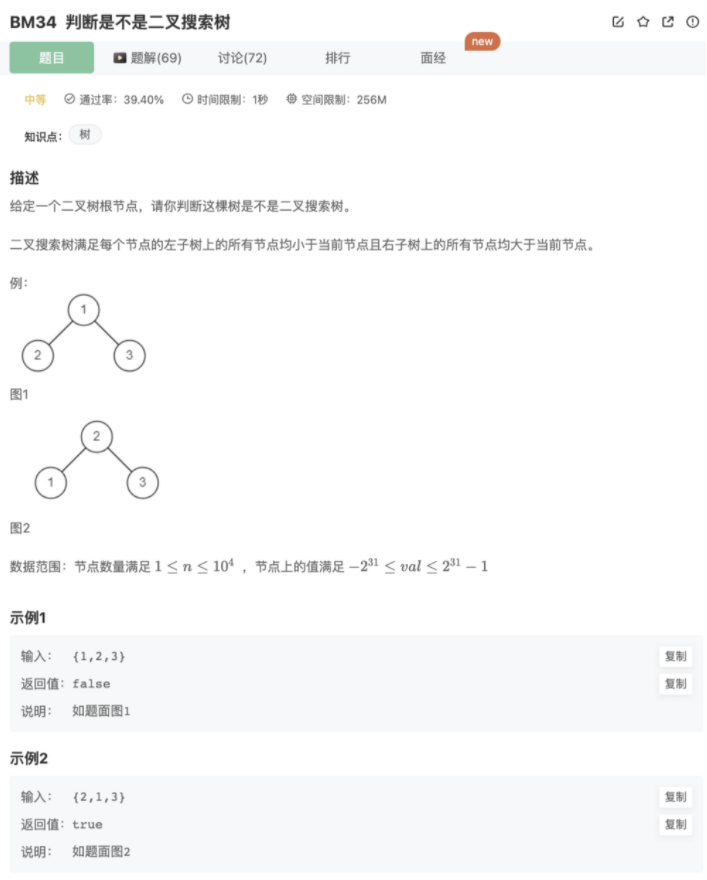 BM34 判断是不是二叉搜索树
new
题目 题解(69) 讨论(72) 排行 面经
中等 通过率：39.40% 时间限制：1秒 空间限制：256M
知识点： 树
描述
给定一个二叉树根节点，请你判断这棵树是不是二叉搜索树。
二叉搜索树满足每个节点的左子树上的所有节点均小于当前节点且右子树上的所有节点均大于当前节点。
例：
1
2 3
图1
2
1 3
图2
数据范围：节点数量满足 1 ≤ n ≤ 10⁴ ，节点上的值满足 −2³¹ ≤ val ≤ 2³¹ − 1
示例1
输入： {1,2,3} 复制
返回值：false 复制
说明： 如题面图1
示例2
输入： {2,1,3} 复制
返回值：true 复制
说明： 如题面图2